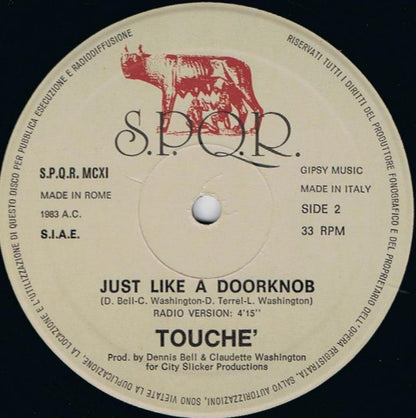 S.P.Q.R.
S.P.Q.R. MCXI
MADE IN ROME
1983 A.C.
S.I.A.E.
GIPSY MUSIC
MADE IN ITALY
SIDE 2
33 RPM
JUST LIKE A DOORKNOB
(D. Bell-C. Washington-D. Terrel-L. Washington)
RADIO VERSION: 4'15"
TOUCHE'
Prod. by Dennis Bell & Claudette Washington
for City Slicker Productions
RISERVATI TUTTI I DIRITTI DEL PRODUTTORE FONOGRAFICO E DEL PROPRIETARIO DELL'OPERA REGISTRATA. SALVO AUTORIZZAZIONI, SONO VIETATE LA DUPLICAZIONE, LA LOCAZIONE E L'UTILIZZAZIONE DI QUESTO DISCO PER PUBBLICA ESECUZIONE E RADIODIFFUSIONE